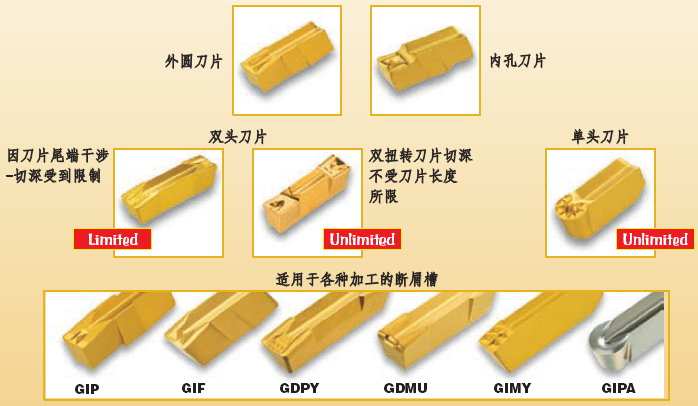 外圆刀片
内孔刀片
双头刀片
单头刀片
因刀片尾端干涉
-切深受到限制
双扭转刀片切深
不受刀片长度
所限
Limited
Unlimited
Unlimited
适用于各种加工的断屑槽
GIP
GIF
GDPY
GDMU
GIMY
GIPA